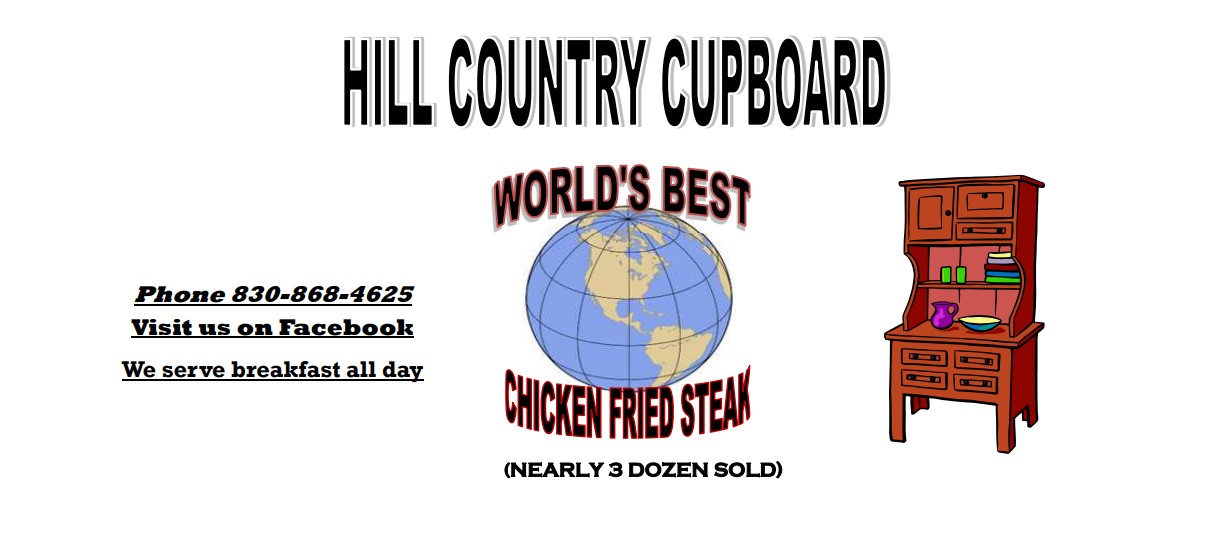 HILL COUNTRY CUPBOARD
WORLD'S BEST
Phone 830-868-4625
Visit us on Facebook
We serve breakfast all day
CHICKEN FRIED STEAK
(NEARLY 3 DOZEN SOLD)